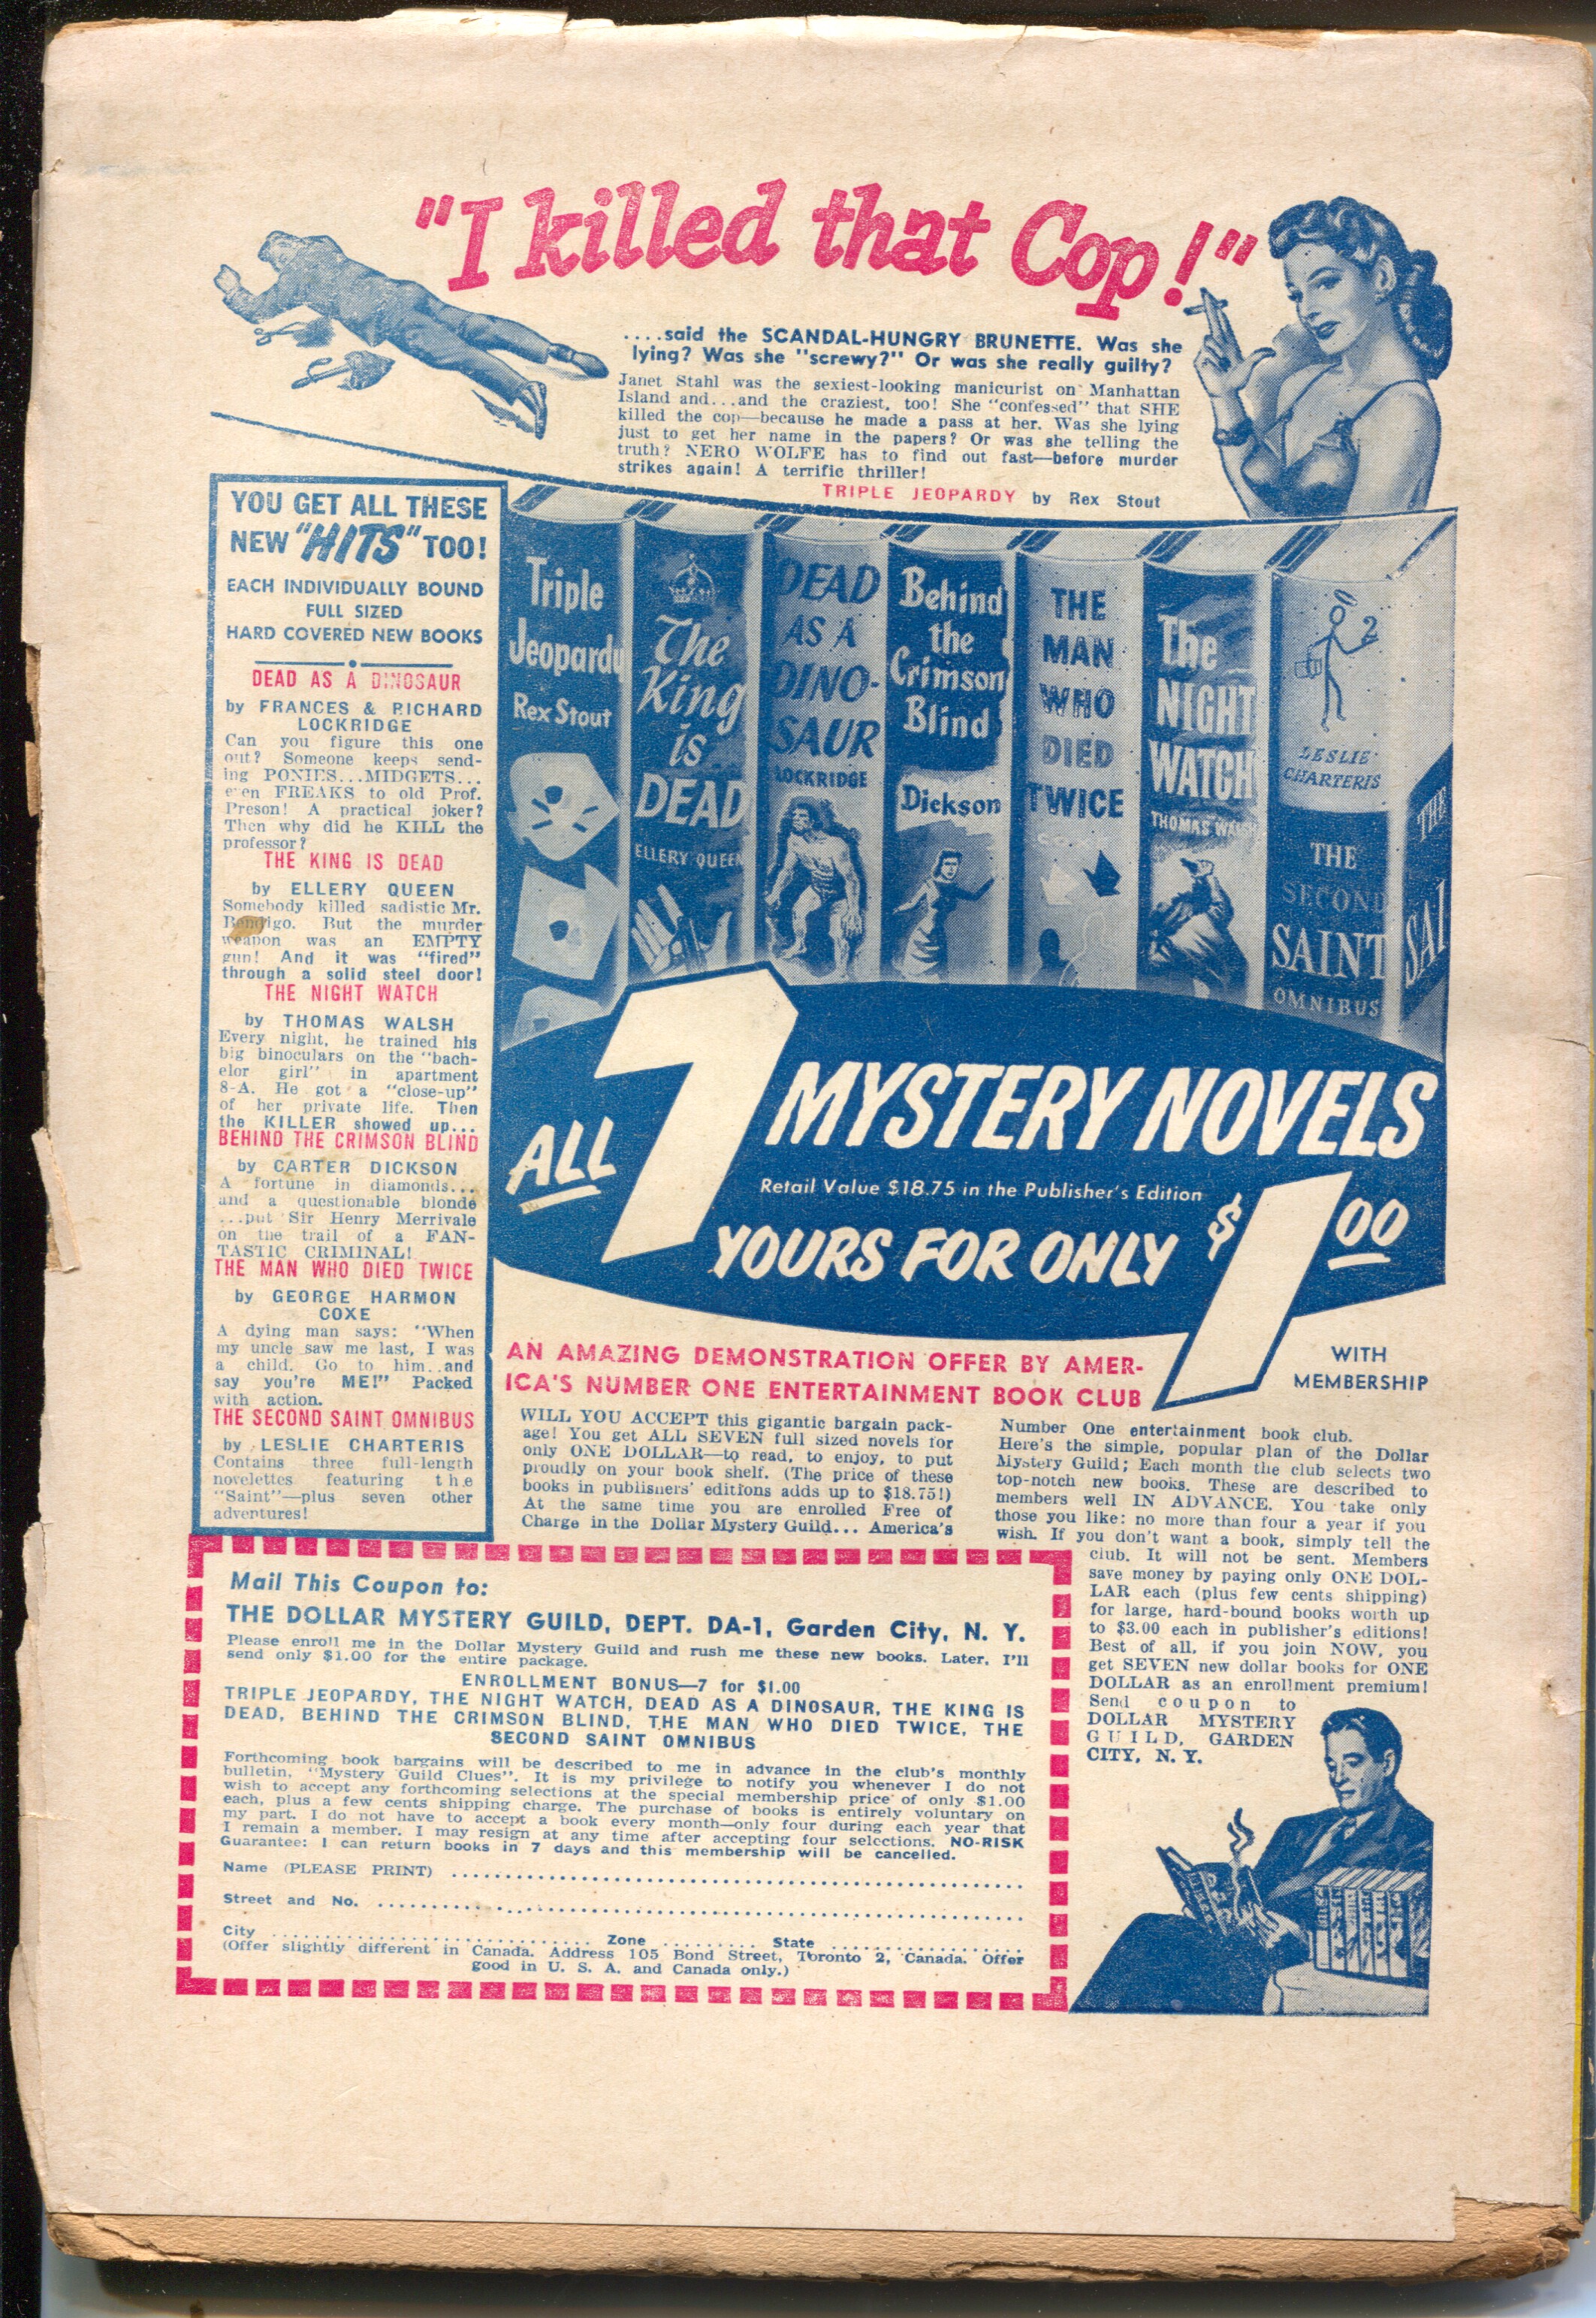 "I killed that Cop!"
....said the SCANDAL-HUNGRY BRUNETTE. Was she
lying? Was she "screwy?" Or was she really guilty?
Janet Stahl was the sexiest-looking manicurist on Manhattan
Island and...and the craziest, too! She "confessed" that SHE
killed the cop—because he made a pass at her. Was she lying
just to get her name in the papers? Or was she telling the
truth? NERO WOLFE has to find out fast—before murder
strikes again! A terrific thriller!
TRIPLE JEOPARDY by Rex Stout
YOU GET ALL THESE
NEW "HITS" TOO!
EACH INDIVIDUALLY BOUND
FULL SIZED
HARD COVERED NEW BOOKS
DEAD AS A DINOSAUR
by FRANCES & RICHARD
LOCKRIDGE
Can you figure this one
out? Someone keeps send-
ing PONIES...MIDGETS...
even FREAKS to old Prof.
Preson! A practical joker?
Then why did he KILL the
professor?
THE KING IS DEAD
by ELLERY QUEEN
Somebody killed sadistic Mr.
Bendigo. But the murder
weapon was an EMPTY
gun! And it was "fired"
through a solid steel door!
THE NIGHT WATCH
by THOMAS WALSH
Every night, he trained his
big binoculars on the "bach-
elor girl" in apartment
8-A. He got a "close-up"
of her private life. Then
the KILLER showed up...
BEHIND THE CRIMSON BLIND
by CARTER DICKSON
A fortune in diamonds...
and a questionable blonde
...put Sir Henry Merrivale
on the trail of a FAN-
TASTIC CRIMINAL!
THE MAN WHO DIED TWICE
by GEORGE HARMON
COXE
A dying man says: "When
my uncle saw me last, I was
a child. Go to him..and
say you're ME!" Packed
with action.
THE SECOND SAINT OMNIBUS
by LESLIE CHARTERIS
Contains three full-length
novelettes featuring the
"Saint"—plus seven other
adventures!
Triple
Jeopardy
Rex Stout
The
King
is
DEAD
ELLERY QUEEN
DEAD
AS A
DINO-
SAUR
LOCKRIDGE
Behind
the
Crimson
Blind
Dickson
THE
MAN
WHO
DIED
TWICE
COX
The
NIGHT
WATCH
THOMAS WALSH
LESLIE
CHARTERIS
THE
SECOND
SAINT
OMNIBUS
THE
SAI
ALL 7 MYSTERY NOVELS
Retail Value $18.75 in the Publisher's Edition
YOURS FOR ONLY $1.00
WITH
MEMBERSHIP
AN AMAZING DEMONSTRATION OFFER BY AMER-
ICA'S NUMBER ONE ENTERTAINMENT BOOK CLUB
WILL YOU ACCEPT this gigantic bargain pack-
age! You get ALL SEVEN full sized novels for
only ONE DOLLAR—to read, to enjoy, to put
proudly on your book shelf. (The price of these
books in publishers' editions adds up to $18.75!)
At the same time you are enrolled Free of
Charge in the Dollar Mystery Guild... America's
Number One entertainment book club.
Here's the simple, popular plan of the Dollar
Mystery Guild; Each month the club selects two
top-notch new books. These are described to
members well IN ADVANCE. You take only
those you like: no more than four a year if you
wish. If you don't want a book, simply tell the
club. It will not be sent. Members
save money by paying only ONE DOL-
LAR each (plus few cents shipping)
for large, hard-bound books worth up
to $3.00 each in publisher's editions!
Best of all, if you join NOW, you
get SEVEN new dollar books for ONE
DOLLAR as an enrollment premium!
Send coupon to
DOLLAR MYSTERY
GUILD, GARDEN
CITY, N. Y.
Mail This Coupon to:
THE DOLLAR MYSTERY GUILD, DEPT. DA-1, Garden City, N. Y.
Please enroll me in the Dollar Mystery Guild and rush me these new books. Later, I'll
send only $1.00 for the entire package.
ENROLLMENT BONUS—7 for $1.00
TRIPLE JEOPARDY, THE NIGHT WATCH, DEAD AS A DINOSAUR, THE KING IS
DEAD, BEHIND THE CRIMSON BLIND, THE MAN WHO DIED TWICE, THE
SECOND SAINT OMNIBUS
Forthcoming book bargains will be described to me in advance in the club's monthly
bulletin, "Mystery Guild Clues". It is my privilege to notify you whenever I do not
wish to accept any forthcoming selections at the special membership price of only $1.00
each, plus a few cents shipping charge. The purchase of books is entirely voluntary on
my part. I do not have to accept a book every month—only four during each year that
I remain a member. I may resign at any time after accepting four selections. NO-RISK
Guarantee: I can return books in 7 days and this membership will be cancelled.
Name (PLEASE PRINT) ..........
Street and No. ..........
City .......... Zone .......... State ..........
(Offer slightly different in Canada. Address 105 Bond Street, Toronto 2, Canada. Offer
good in U. S. A. and Canada only.)